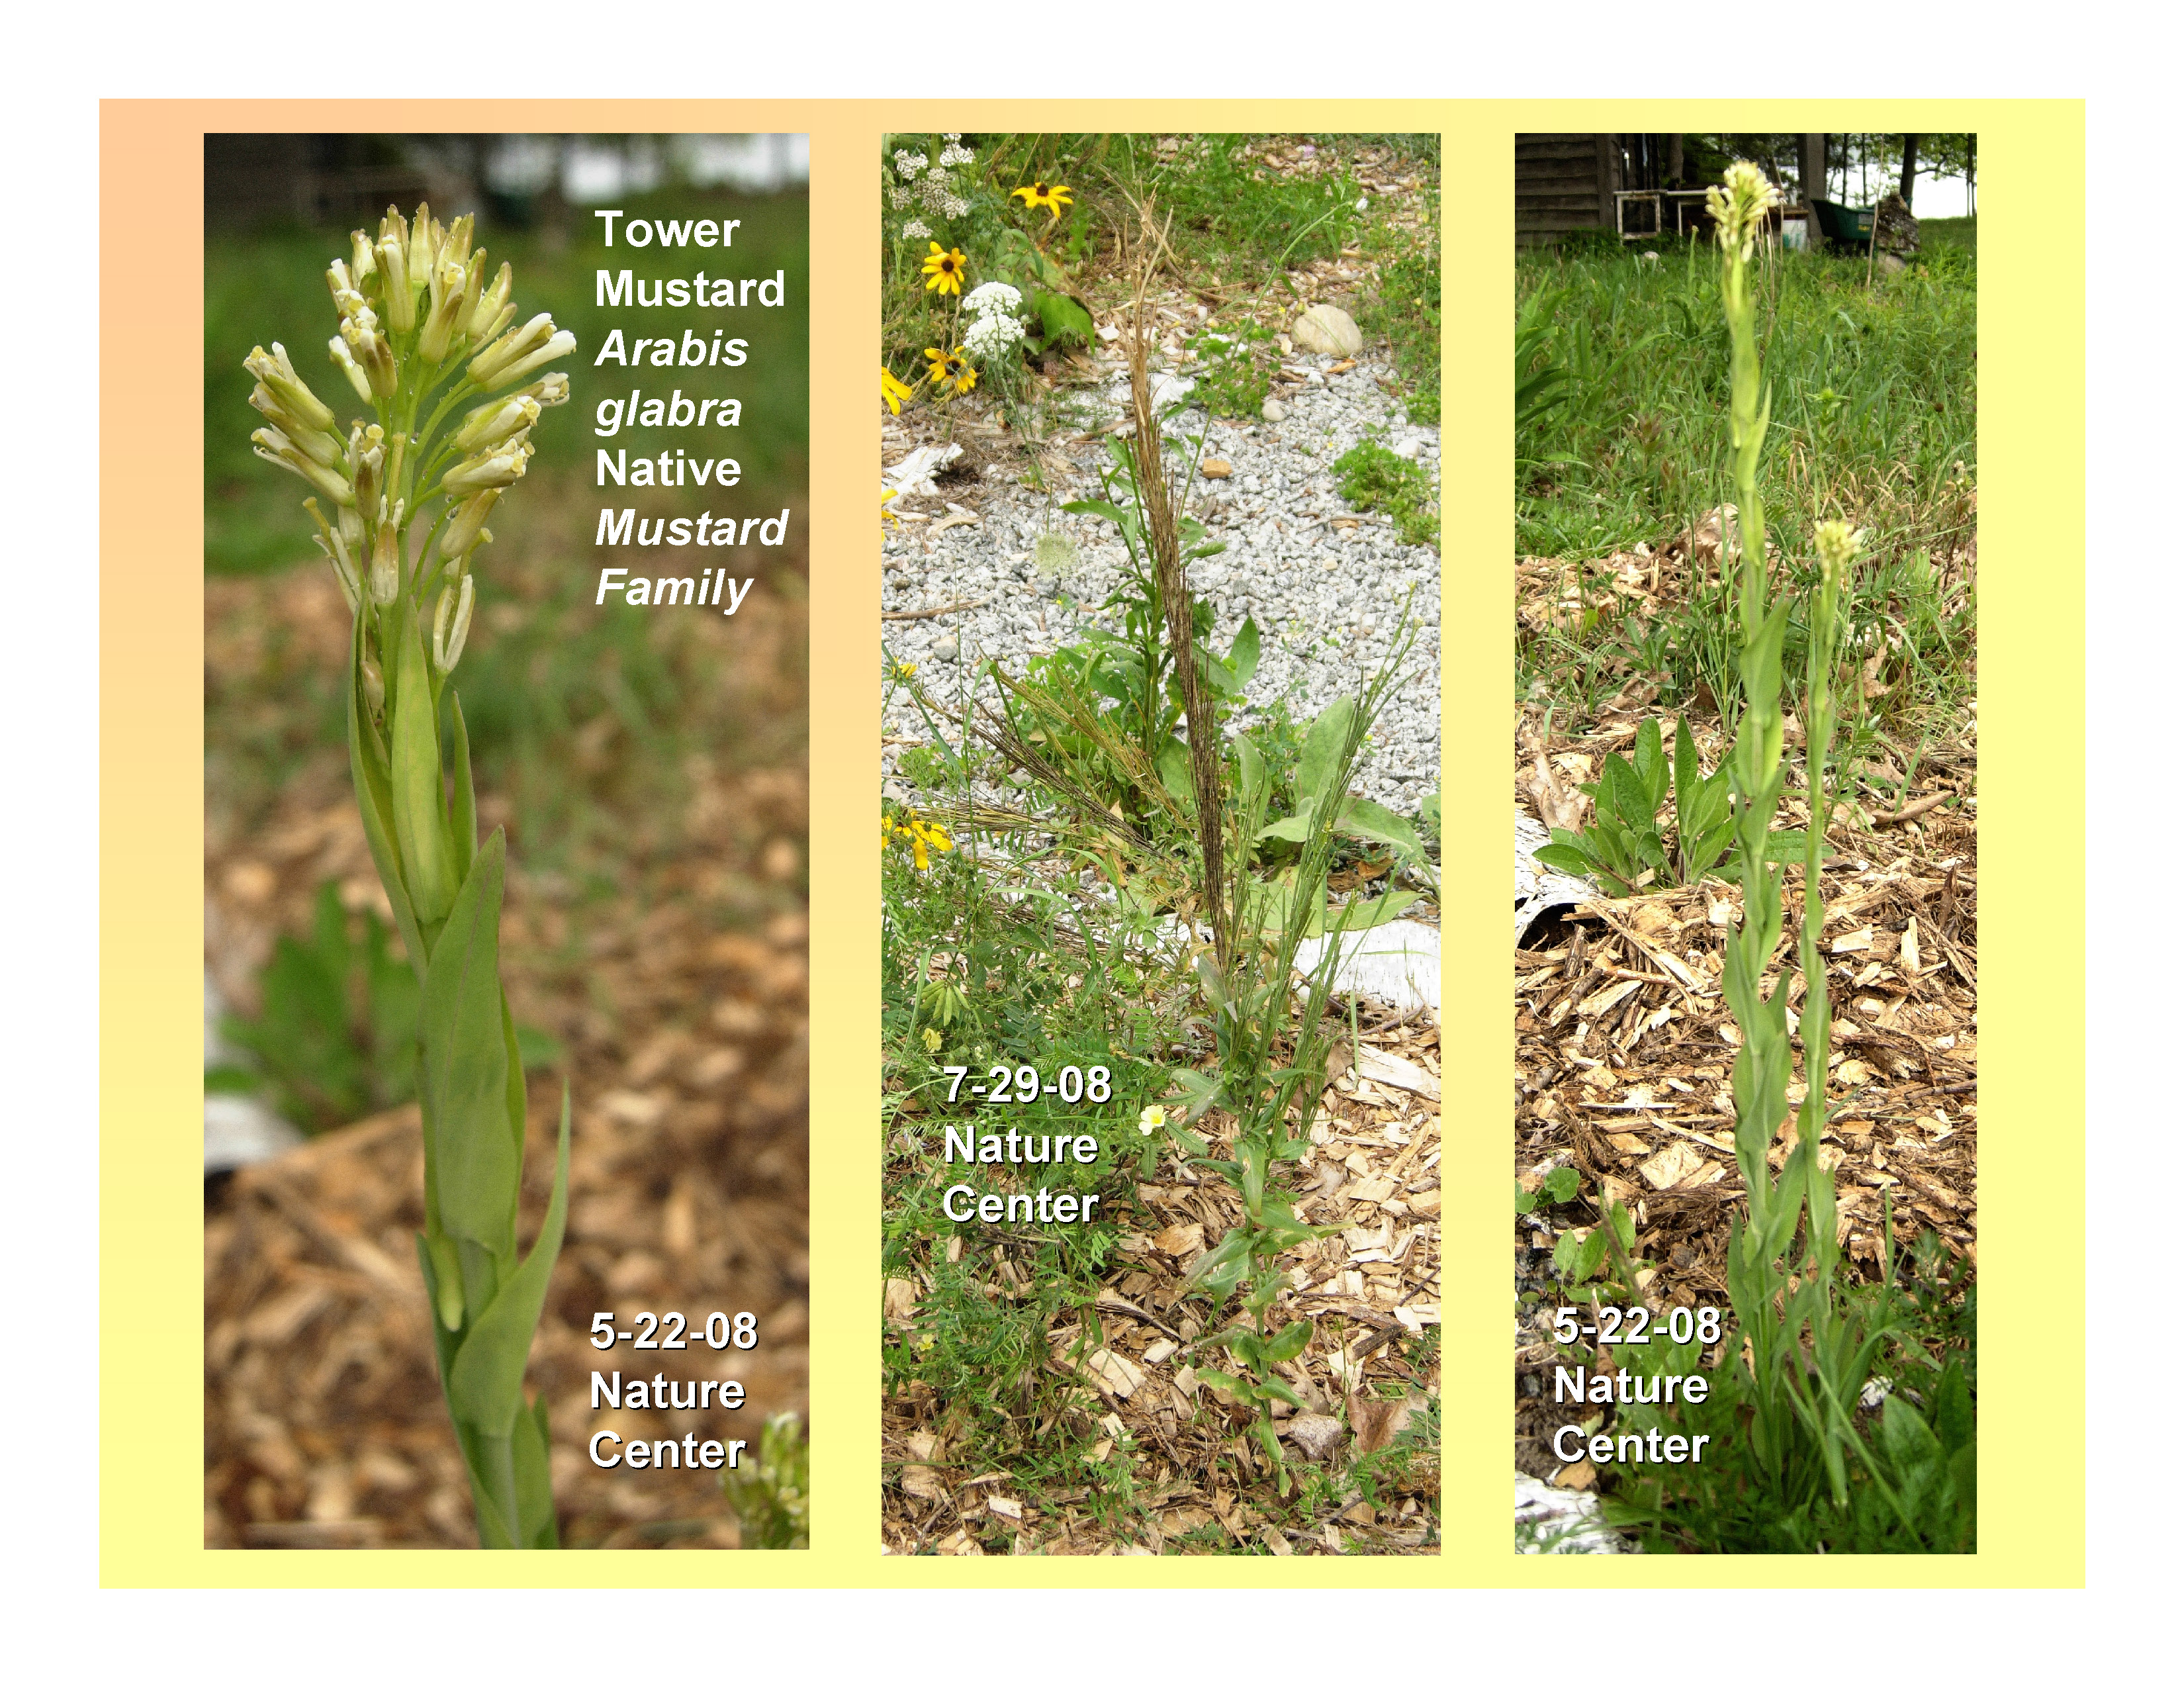 Tower
Mustard
Arabis
glabra
Native
Mustard
Family
5-22-08
Nature
Center
7-29-08
Nature
Center
5-22-08
Nature
Center